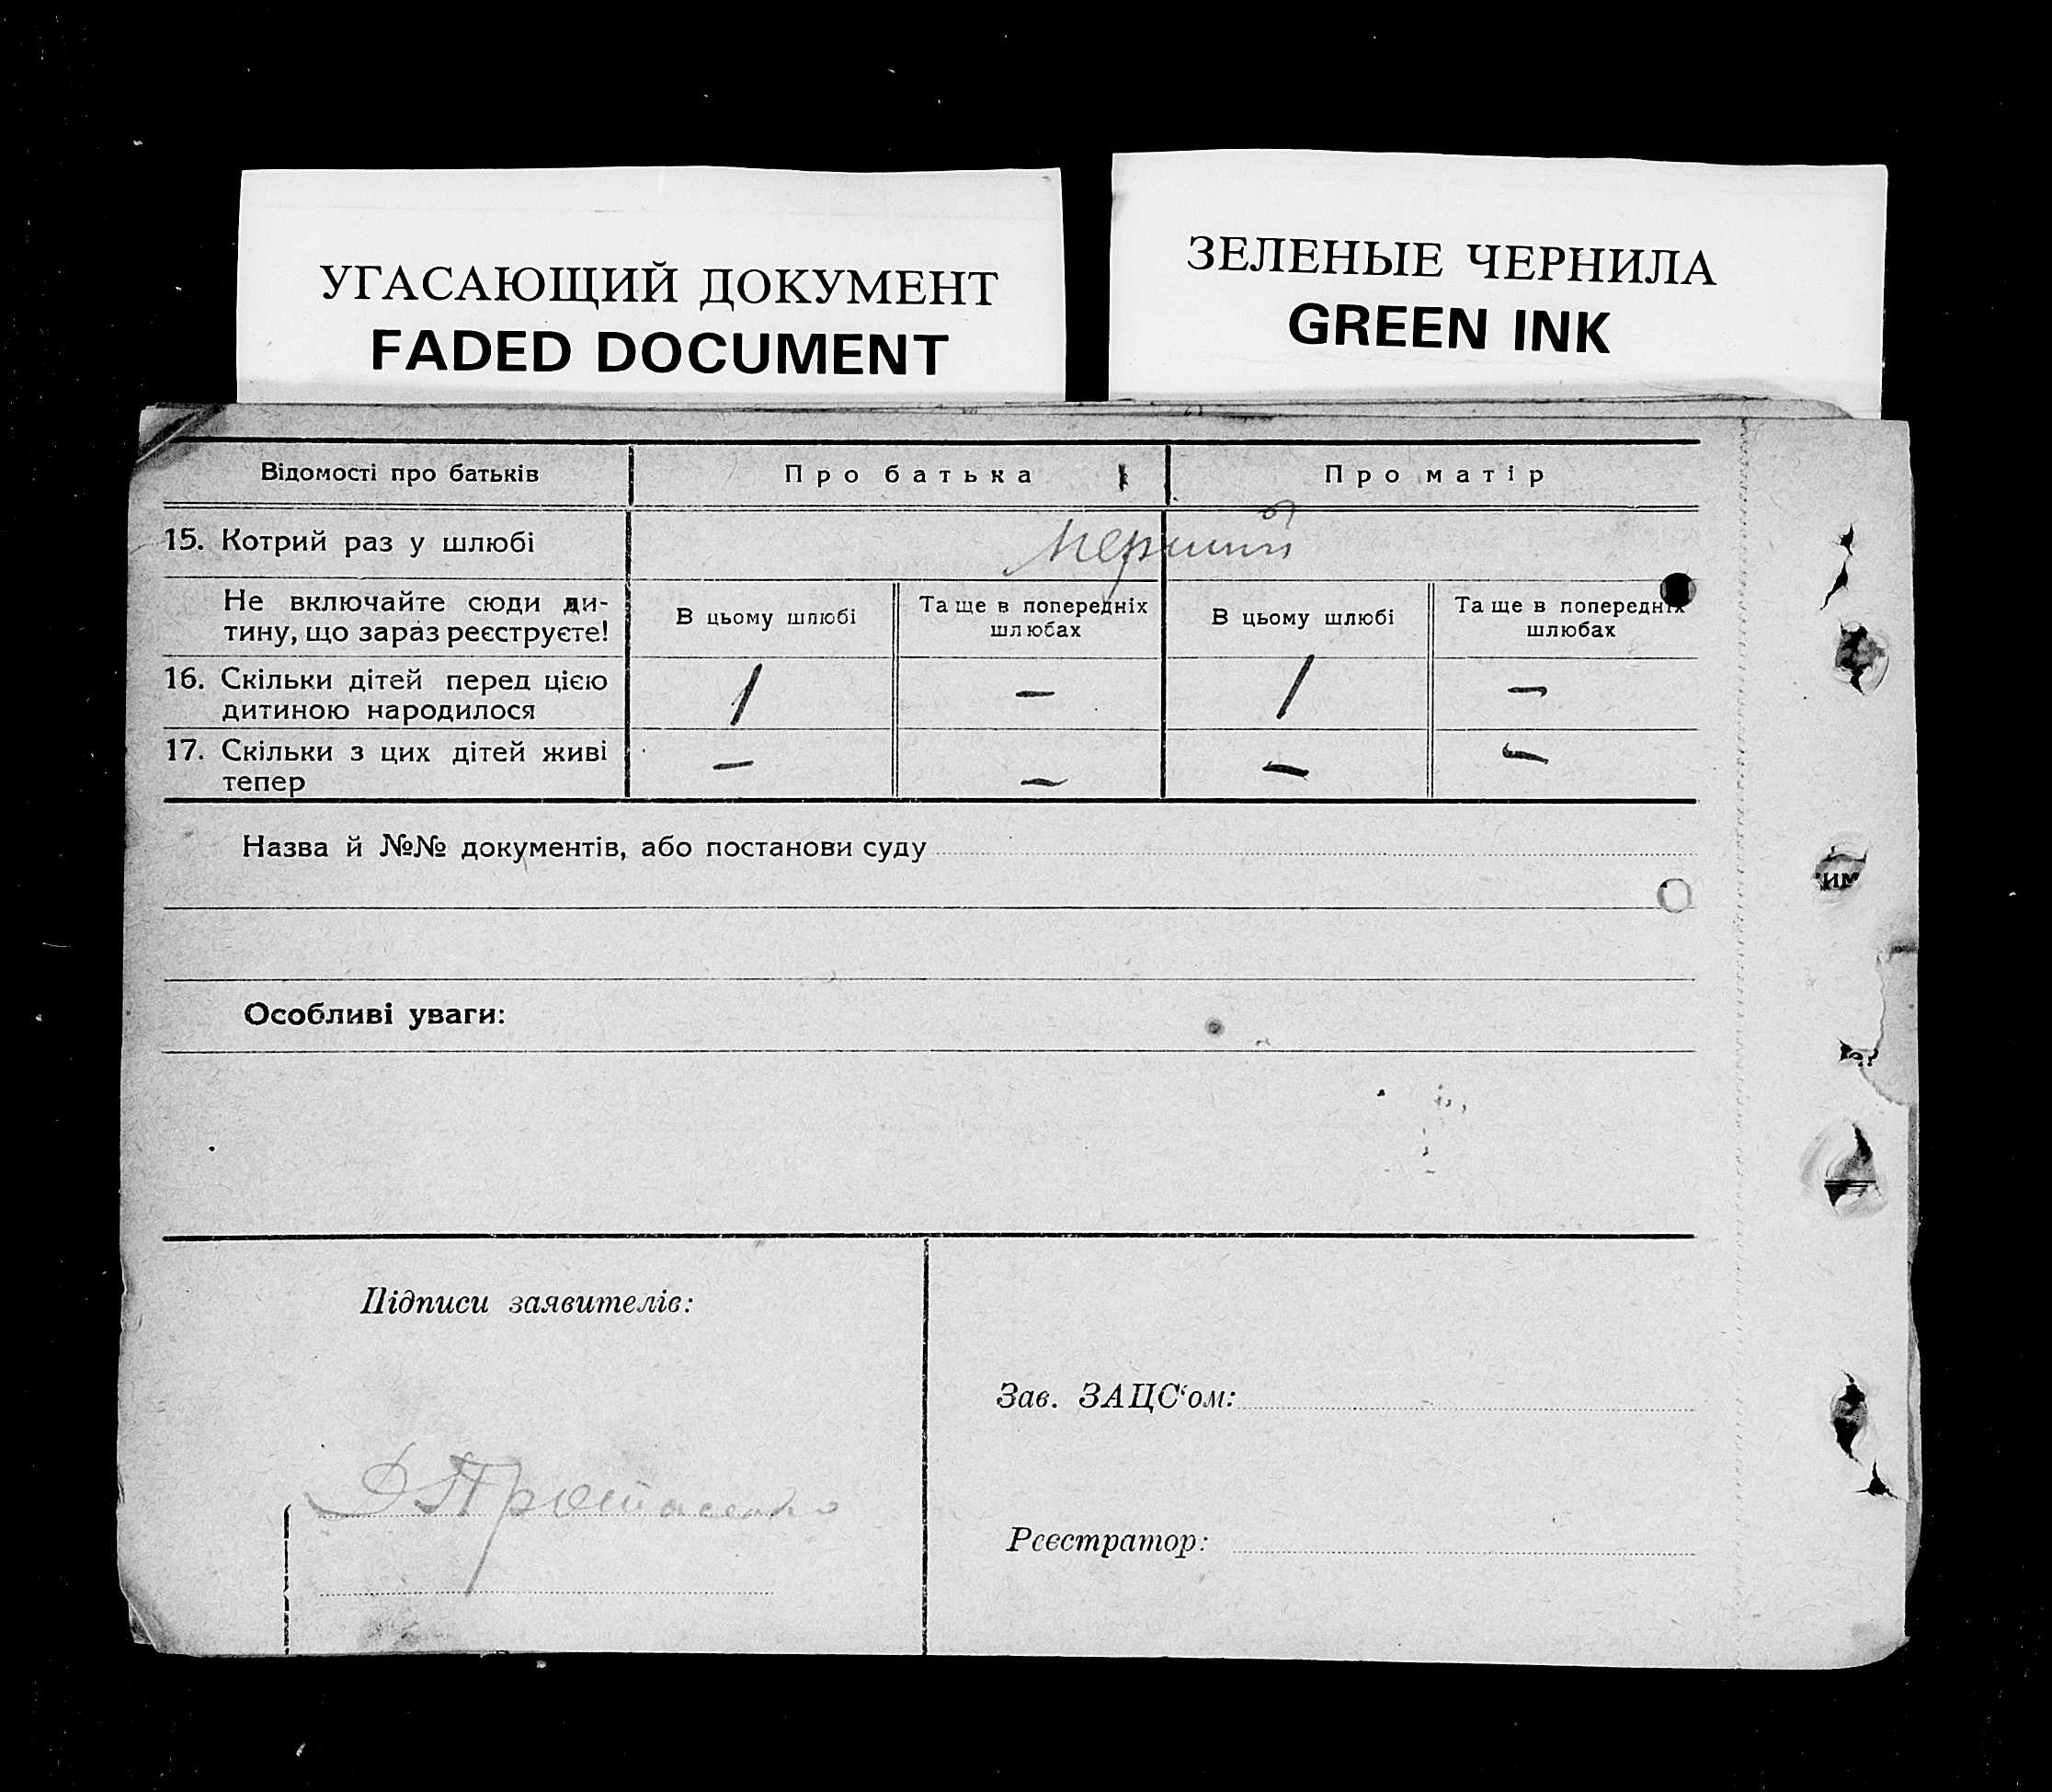 УГАСАЮЩИЙ ДОКУМЕНТ
FADED DOCUMENT
ЗЕЛЕНЫЕ ЧЕРНИЛА
GREEN INK
Відомості про батьків Про батька Про матір
15. Котрий раз у шлюбі перший
Не включайте сюди ди-
тину, що зараз реєструєте!
В цьому шлюбі
Та ще в попередніх
шлюбах
В цьому шлюбі
Та ще в попередніх
шлюбах
16. Скільки дітей перед цією
дитиною народилося
1 — 1 —
17. Скільки з цих дітей живі
тепер
— — — —
Назва й №№ документів, або постанови суду
Особливі уваги:
Підписи заявителів:
Зав. ЗАЦС‘ом:
Реєстратор: